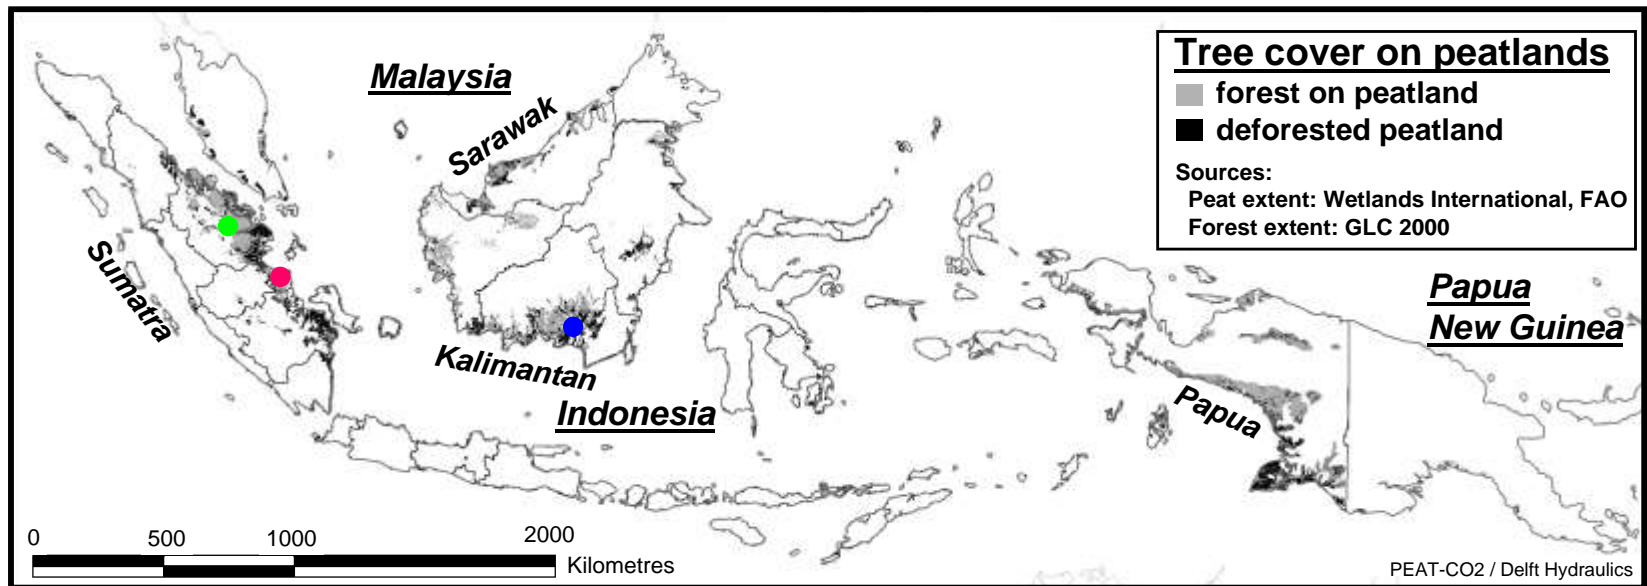 Malaysia
Sarawak
Sumatra
Kalimantan
Indonesia
Papua
Papua
New Guinea
Tree cover on peatlands
forest on peatland
deforested peatland
Sources:
Peat extent: Wetlands International, FAO
Forest extent: GLC 2000
0 500 1000 2000
Kilometres
PEAT-CO2 / Delft Hydraulics